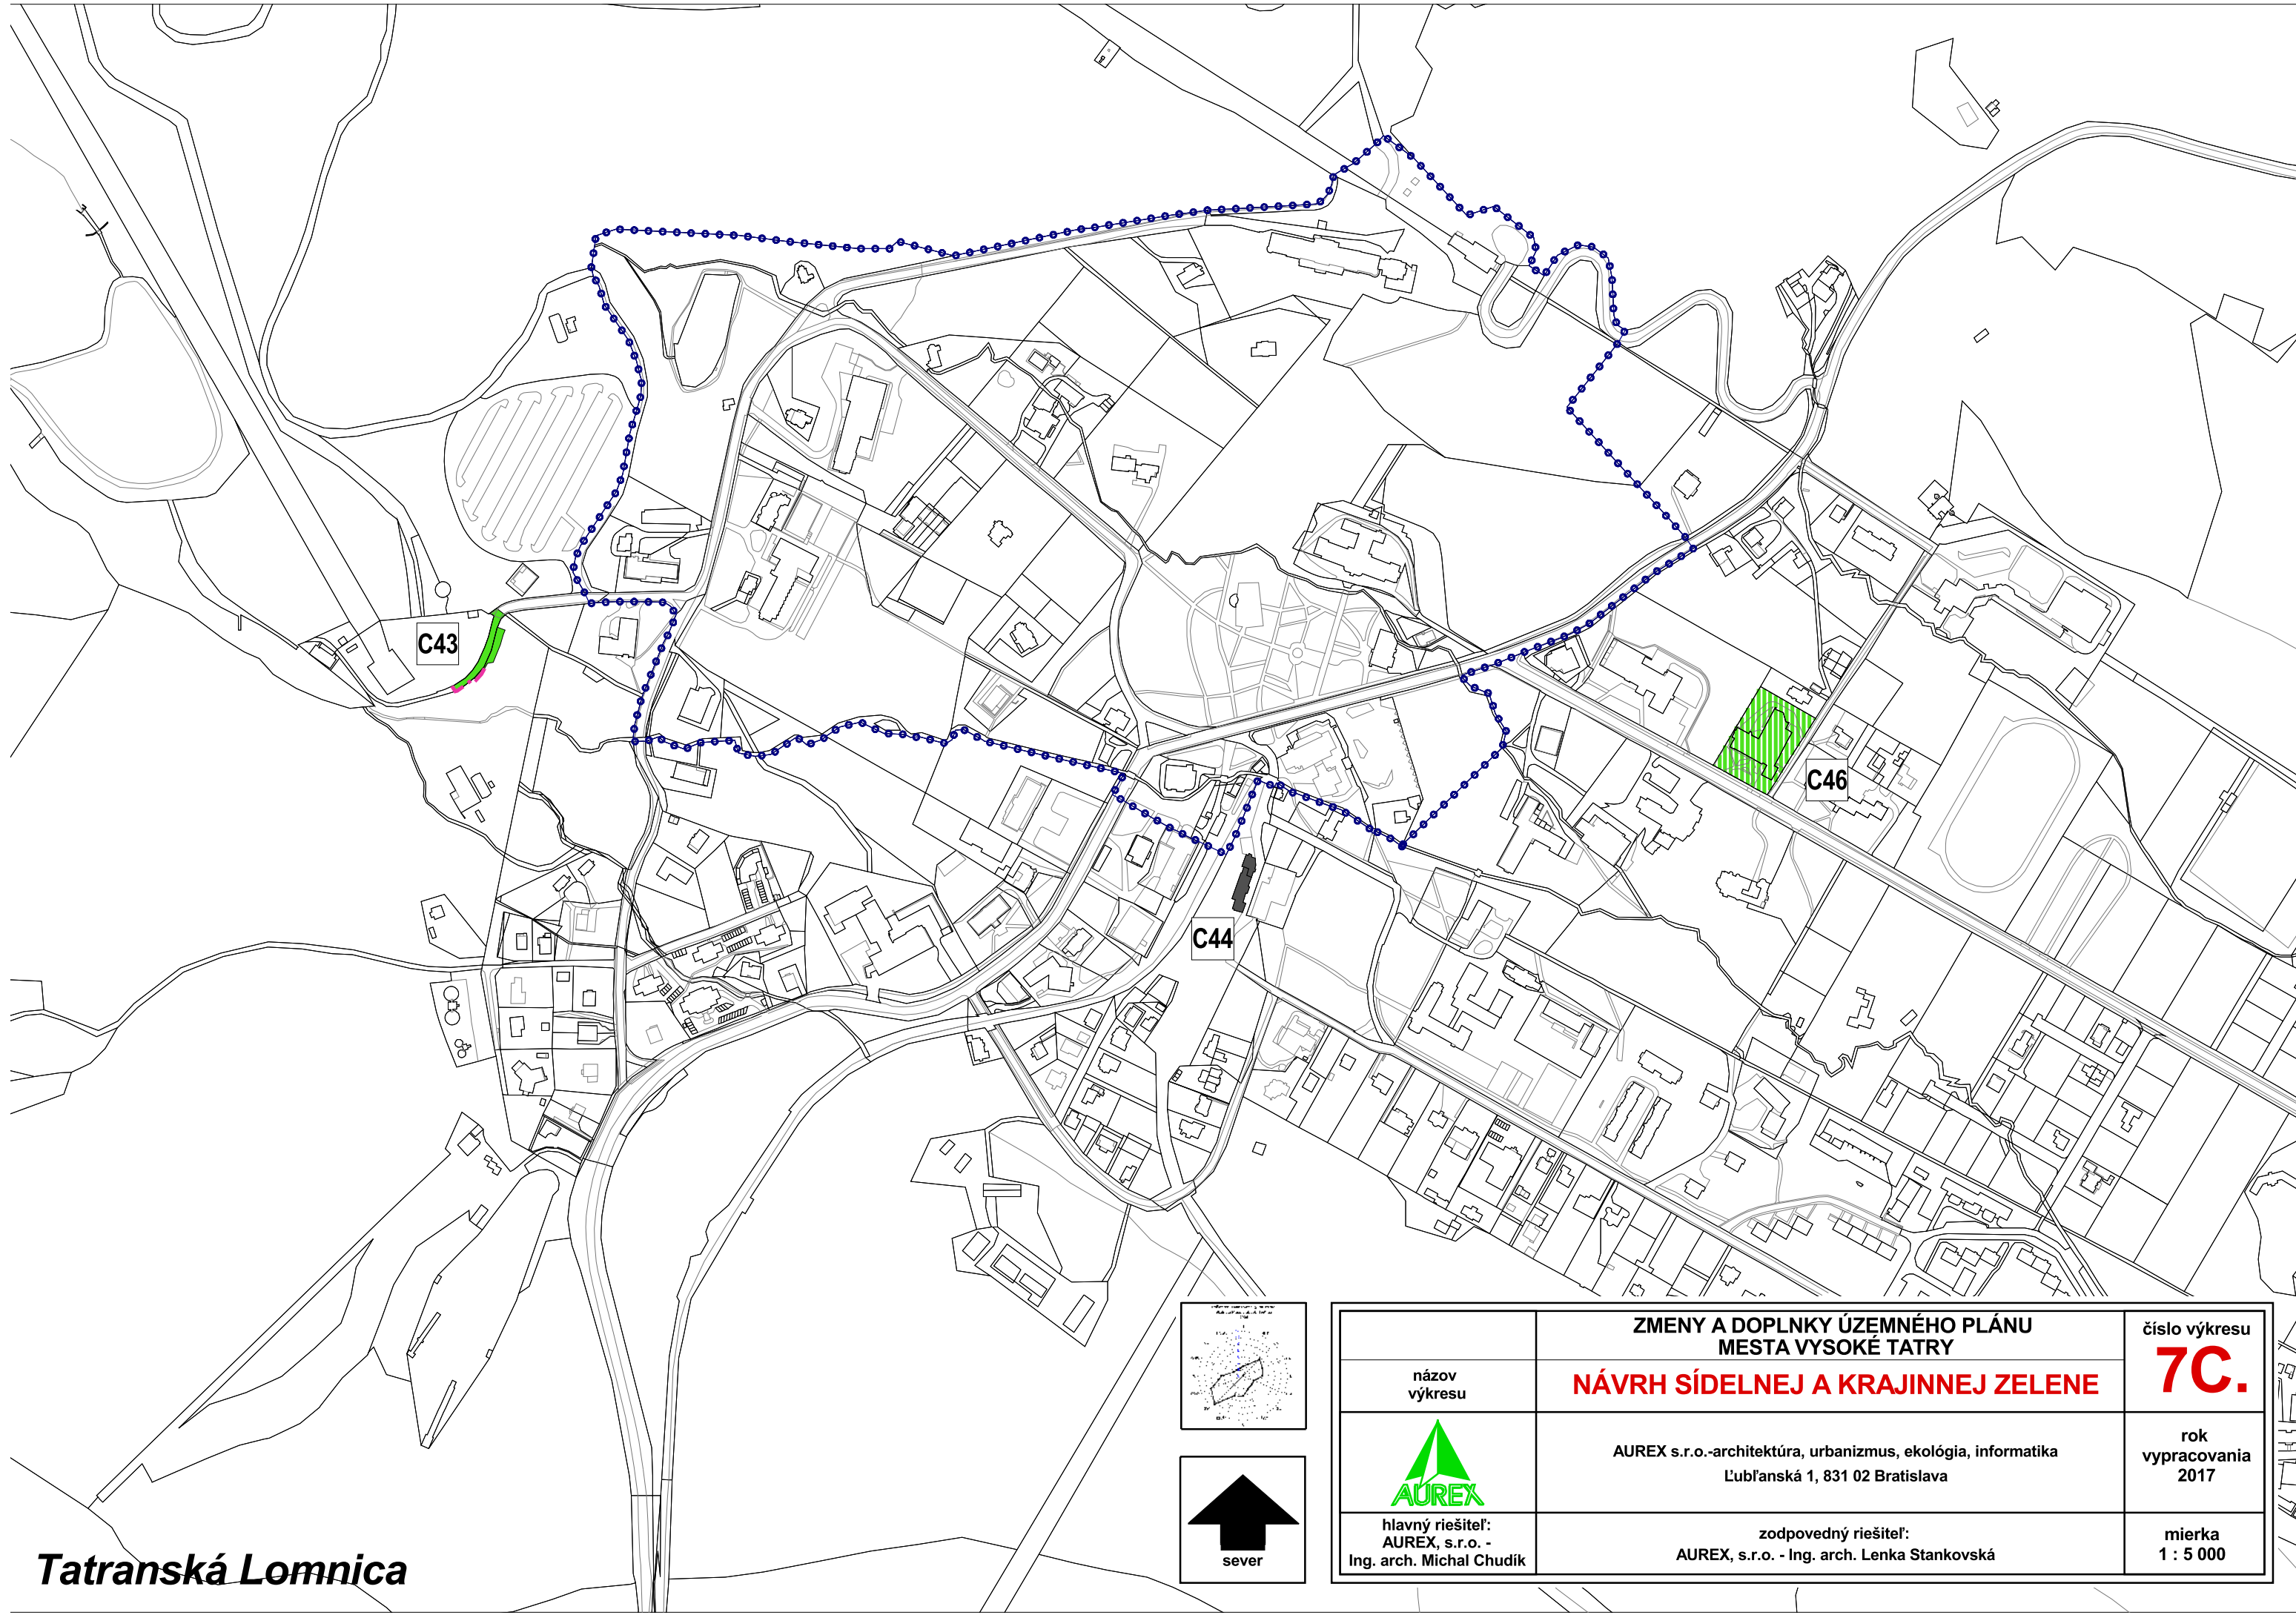 C43
C46
C44
ZMENY A DOPLNKY ÚZEMNÉHO PLÁNU
MESTA VYSOKÉ TATRY
číslo výkresu
7C.
názov
výkresu
NÁVRH SÍDELNEJ A KRAJINNEJ ZELENE
AUREX
AUREX s.r.o.-architektúra, urbanizmus, ekológia, informatika
Ľubľanská 1, 831 02 Bratislava
rok
vypracovania
2017
hlavný riešiteľ:
AUREX, s.r.o. -
Ing. arch. Michal Chudík
zodpovedný riešiteľ:
AUREX, s.r.o. - Ing. arch. Lenka Stankovská
mierka
1 : 5 000
sever
Tatranská Lomnica